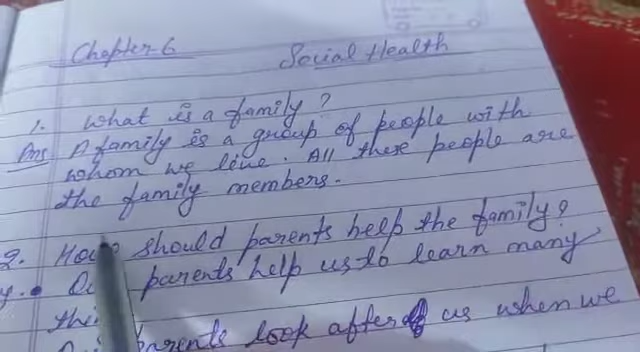 Chapter 6 Social Health
1. What is a family?
Ans A family is a group of people with
whom we live. All these people are
the family members.
2. How should parents help the family?
parents help us to learn many
parents look after us when we